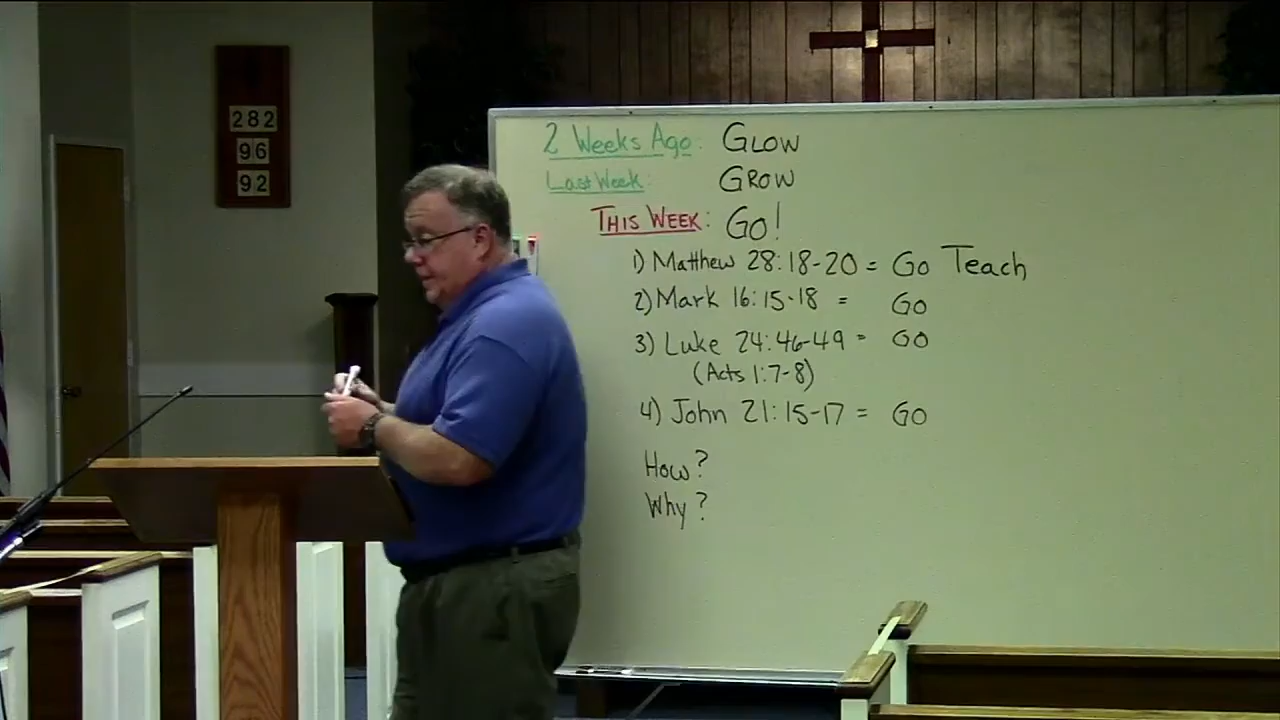 282
96
92
2 Weeks Ago: GLOW
Last Week: GROW
THIS WEEK: GO!
1) Matthew 28:18-20 = Go Teach
2) Mark 16:15-18 = Go
3) Luke 24:46-49 = Go
(Acts 1:7-8)
4) John 21:15-17 = Go
How?
Why?